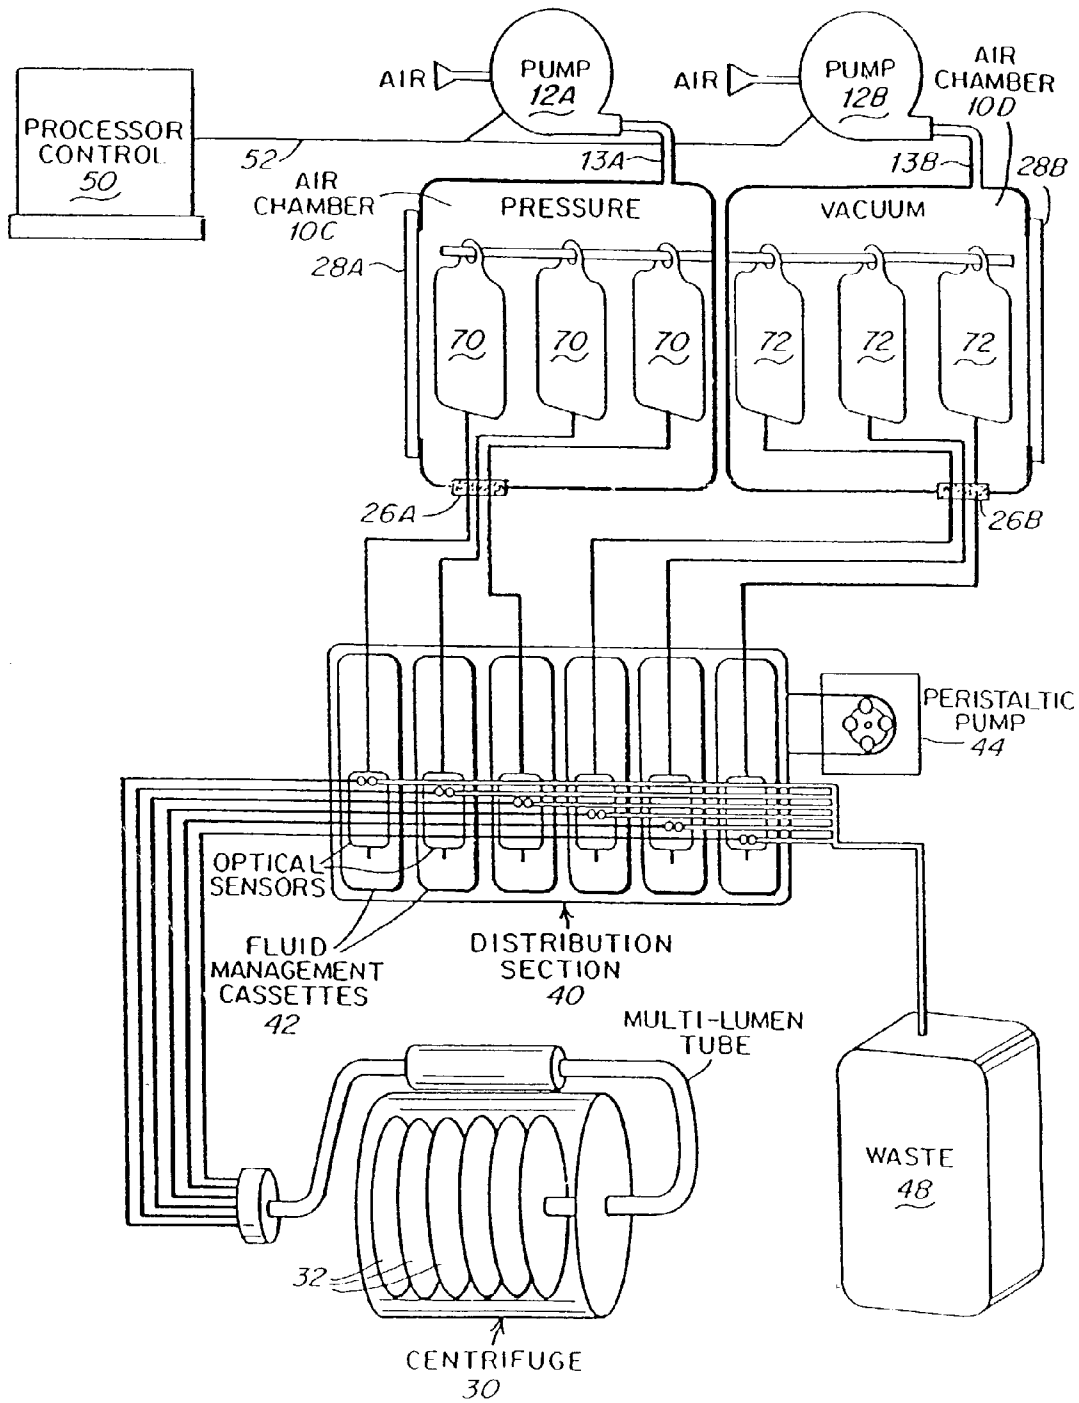 AIR
PUMP
12A
AIR
PUMP
12B
AIR
CHAMBER
10D
PROCESSOR
CONTROL
50
52
13A
13B
28B
AIR
CHAMBER
10C
PRESSURE
VACUUM
28A
70
70
70
72
72
72
26A
26B
PERISTALTIC
PUMP
44
OPTICAL
SENSORS
FLUID
MANAGEMENT
CASSETTES
42
DISTRIBUTION
SECTION
40
MULTI-LUMEN
TUBE
WASTE
48
32
CENTRIFUGE
30